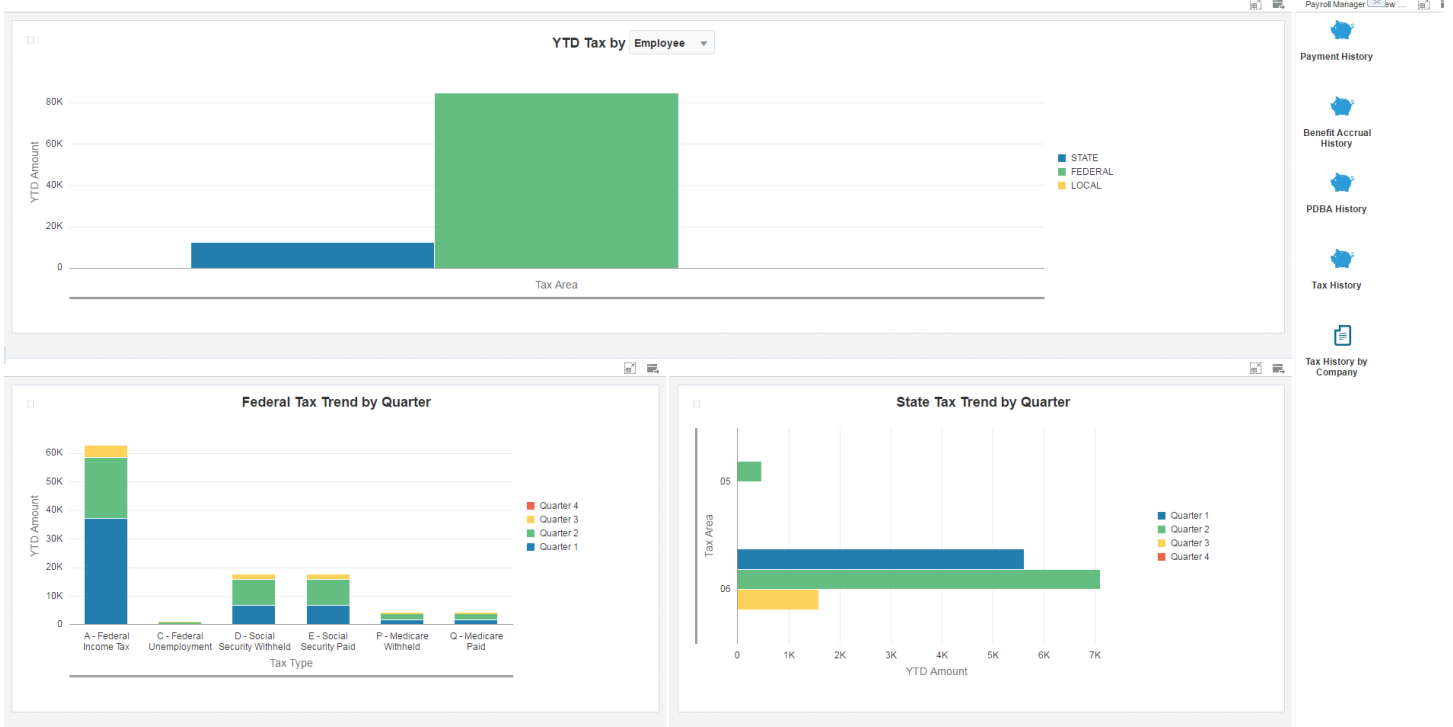 Payroll Manager
ew ...
YTD Tax by Employee
80K
60K
40K
20K
0
YTD Amount
Tax Area
STATE
FEDERAL
LOCAL
Payment History
Benefit Accrual
History
PDBA History
Tax History
Tax History by
Company
Federal Tax Trend by Quarter
60K
50K
40K
30K
20K
10K
0
YTD Amount
A - Federal
Income Tax
C - Federal
Unemployment
D - Social
Security Withheld
E - Social
Security Paid
P - Medicare
Withheld
Q - Medicare
Paid
Tax Type
Quarter 4
Quarter 3
Quarter 2
Quarter 1
State Tax Trend by Quarter
Tax Area
05
06
0 1K 2K 3K 4K 5K 6K 7K
YTD Amount
Quarter 1
Quarter 2
Quarter 3
Quarter 4